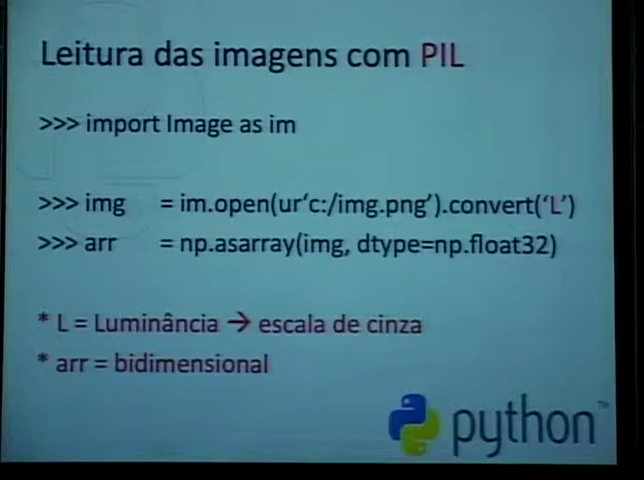 Leitura das imagens com PIL
>>> import Image as im
>>> img = im.open(ur‘c:/img.png’).convert(‘L’)
>>> arr = np.asarray(img, dtype=np.float32)
* L = Luminância → escala de cinza
* arr = bidimensional
python™